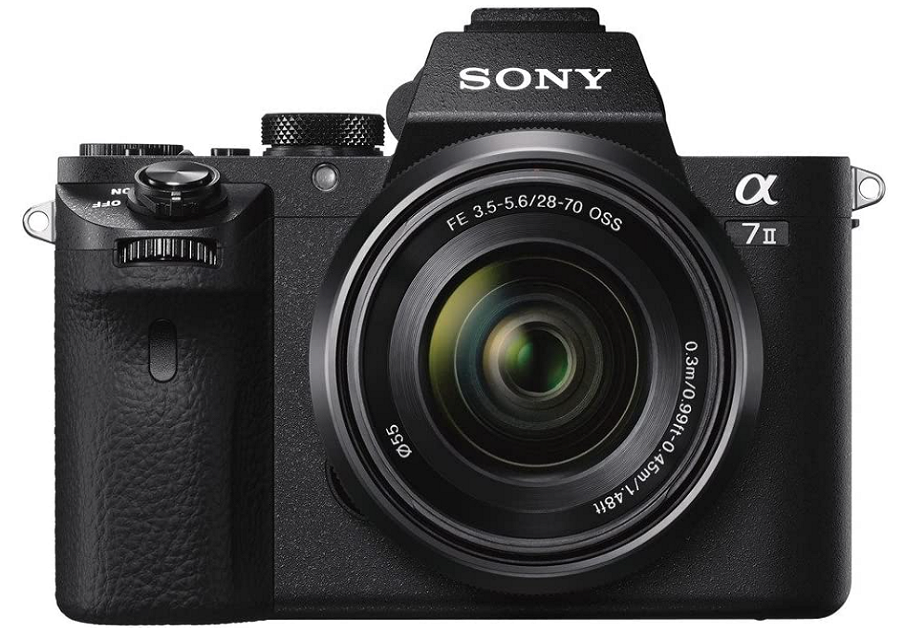 SONY
OFF ON
α
7II
FE 3.5-5.6/28-70 OSS
0.3m/0.99ft-0.45m/1.48ft
Ø55